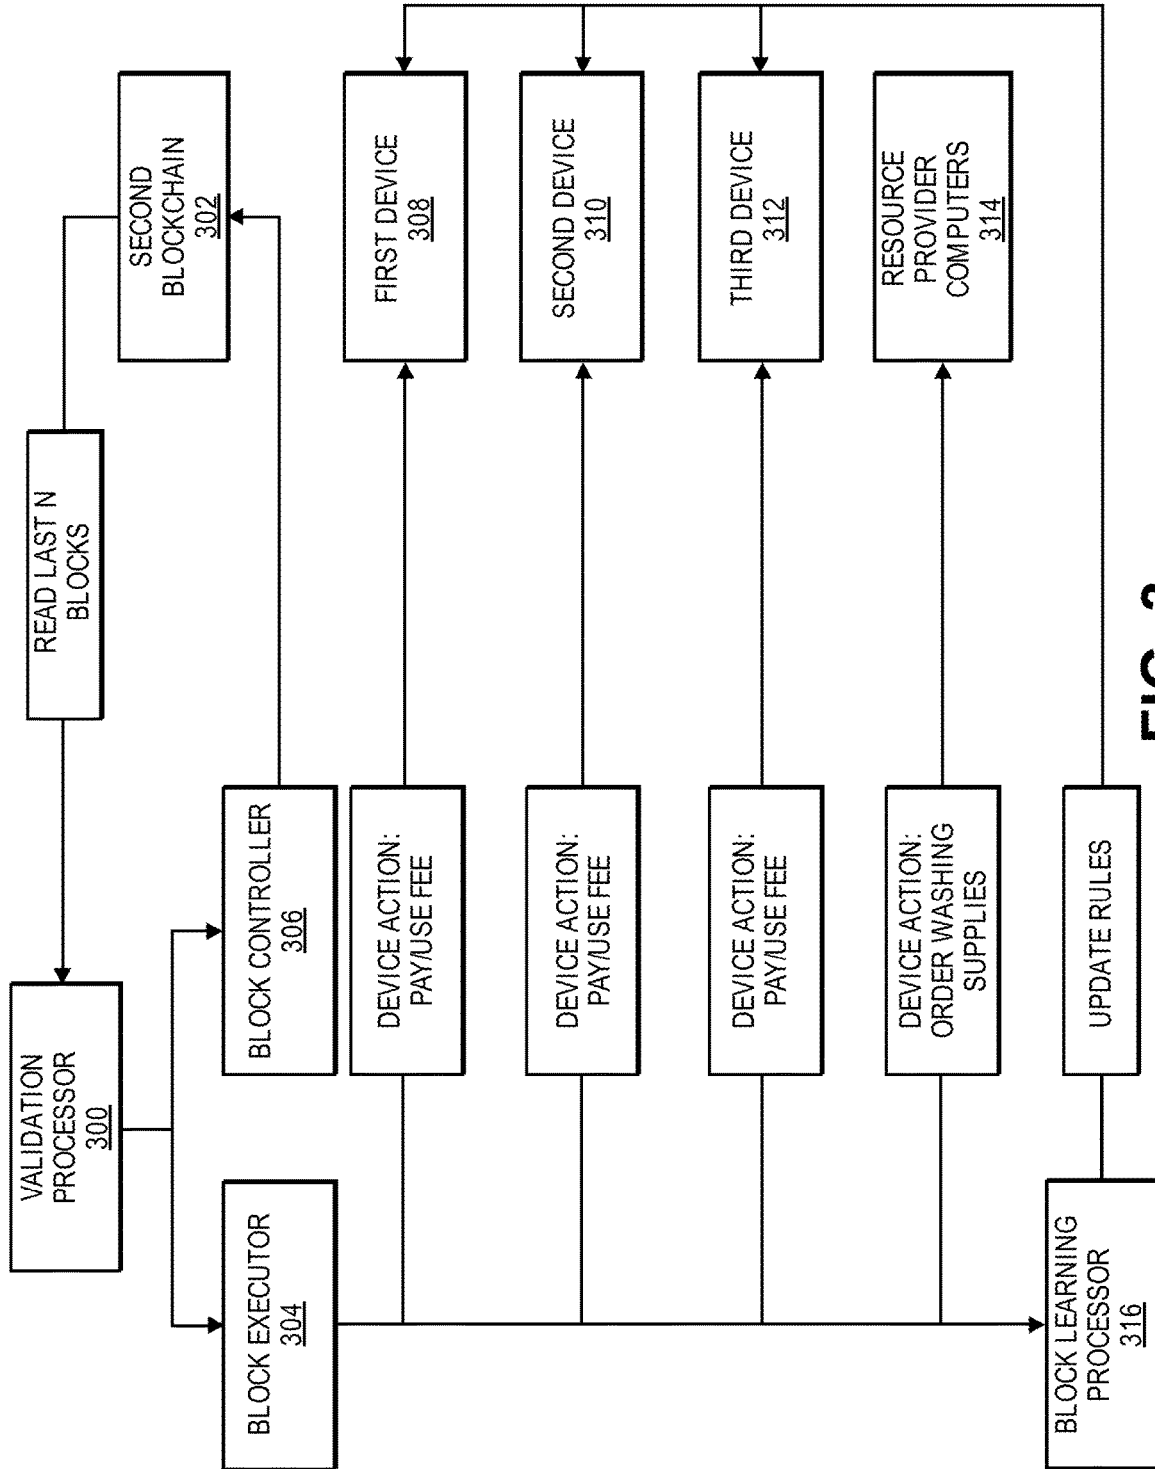 VALIDATION
PROCESSOR
300
READ LAST N
BLOCKS
SECOND
BLOCKCHAIN
302
BLOCK EXECUTOR
304
BLOCK CONTROLLER
306
DEVICE ACTION:
PAY/USE FEE
FIRST DEVICE
308
DEVICE ACTION:
PAY/USE FEE
SECOND DEVICE
310
DEVICE ACTION:
PAY/USE FEE
THIRD DEVICE
312
DEVICE ACTION:
ORDER WASHING
SUPPLIES
RESOURCE
PROVIDER
COMPUTERS
314
BLOCK LEARNING
PROCESSOR
316
UPDATE RULES
FIG.